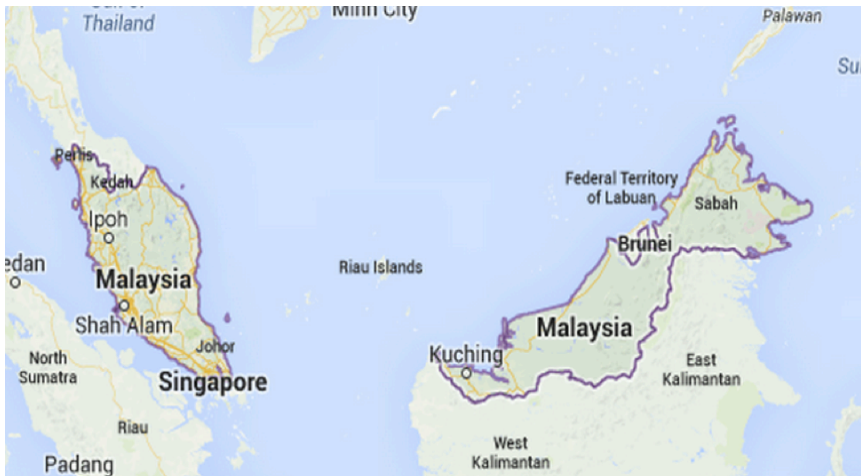 Thailand
Minh City
Palawan
Perlis
Kedah
Federal Territory
of Labuan
Sabah
Ipoh
Brunei
edan
Malaysia
Riau Islands
Shah Alam
Malaysia
Johor
Kuching
North
Sumatra
Singapore
East
Kalimantan
Riau
West
Kalimantan
Padang